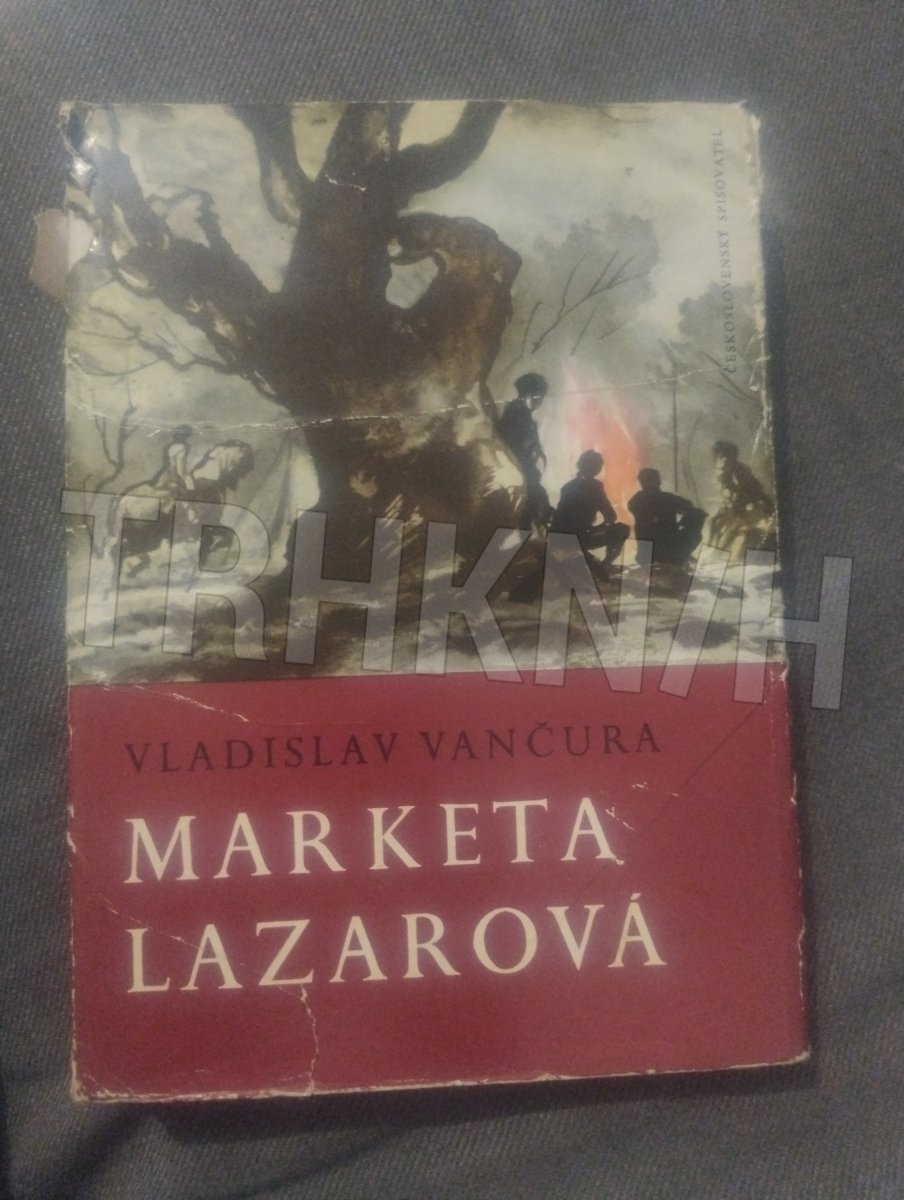 ČESKOSLOVENSKÝ SPISOVATEL
TRHKNIH
VLADISLAV VANČURA
MARKETA
LAZAROVÁ